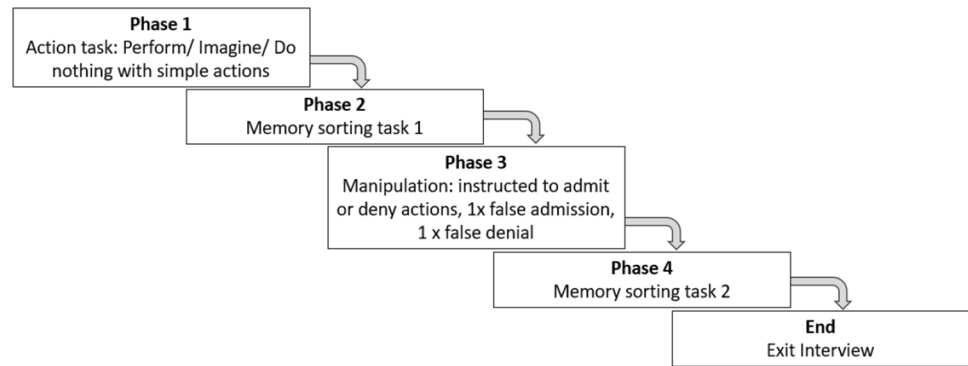 Phase 1
Action task: Perform/ Imagine/ Do
nothing with simple actions
Phase 2
Memory sorting task 1
Phase 3
Manipulation: instructed to admit
or deny actions, 1x false admission,
1 x false denial
Phase 4
Memory sorting task 2
End
Exit Interview